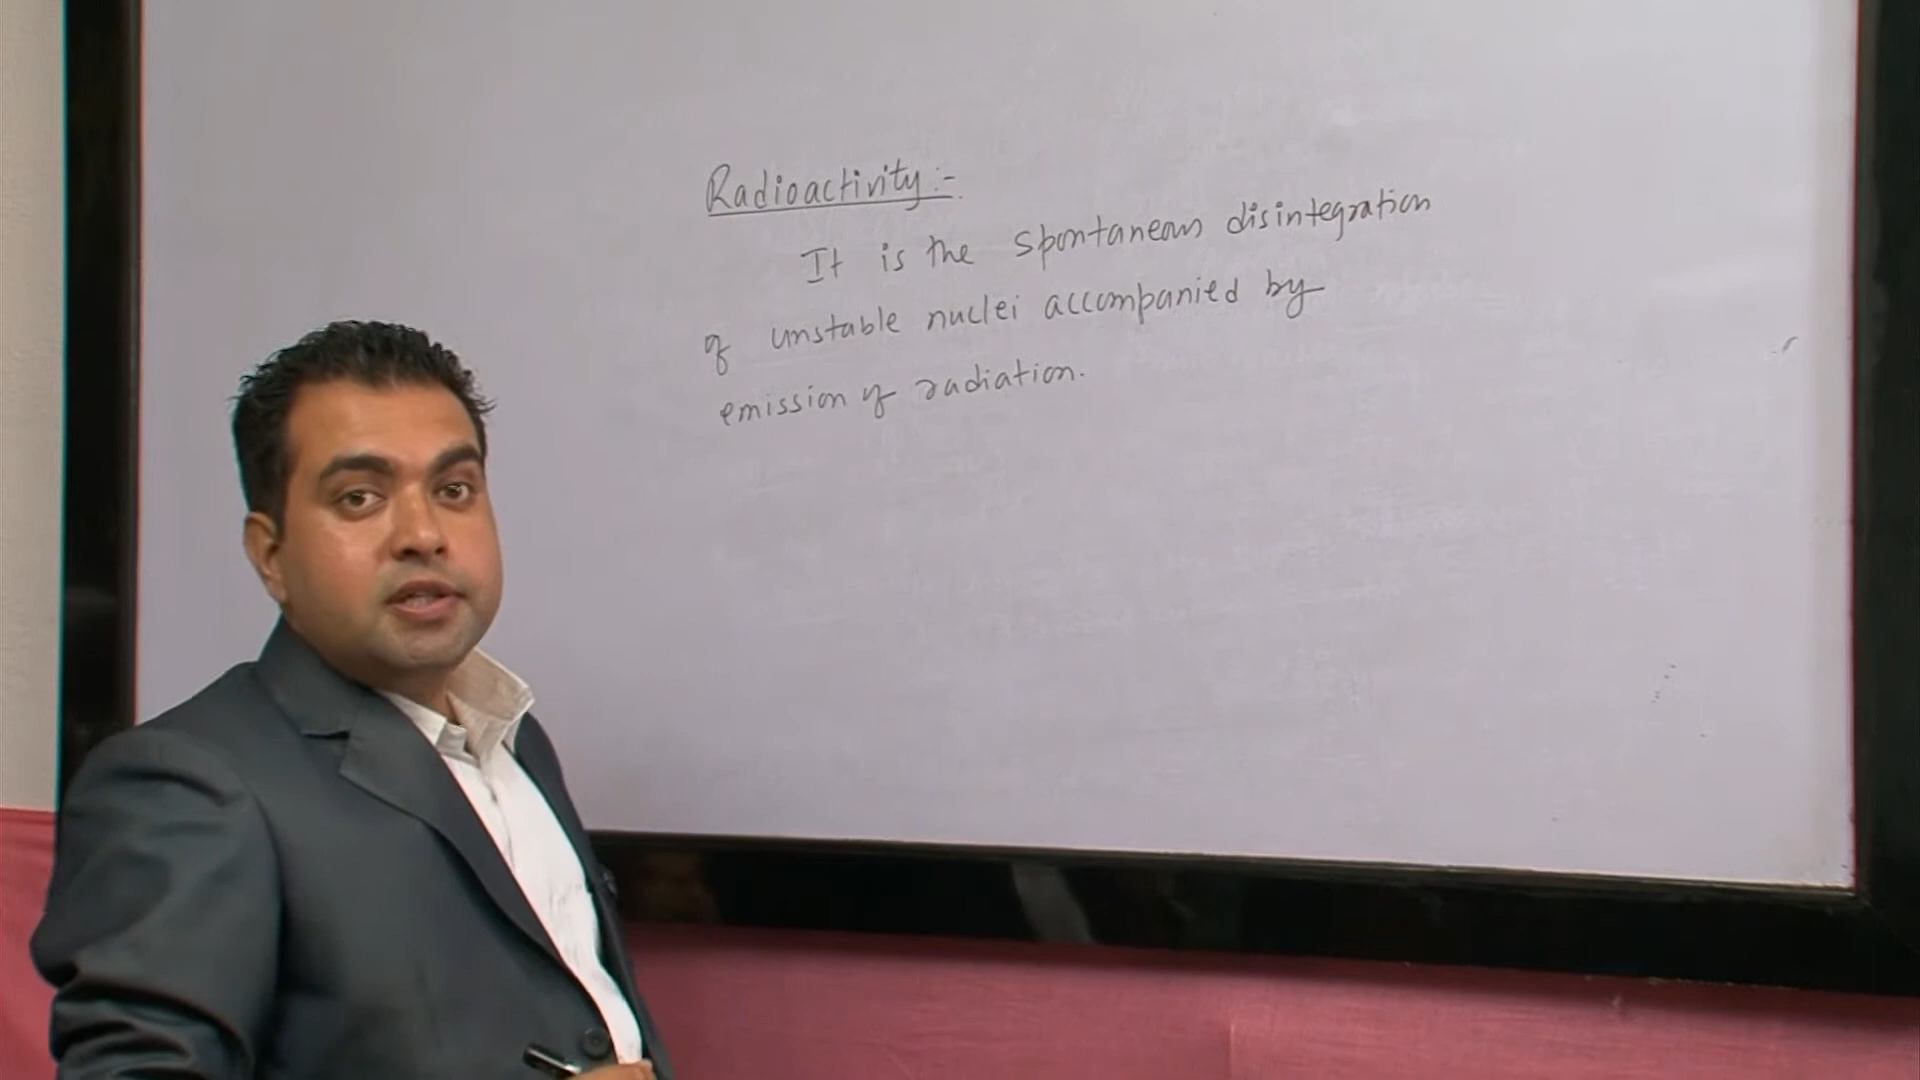 Radioactivity :-
It is the spontaneous disintegration
of unstable nuclei accompanied by
emission of radiation.